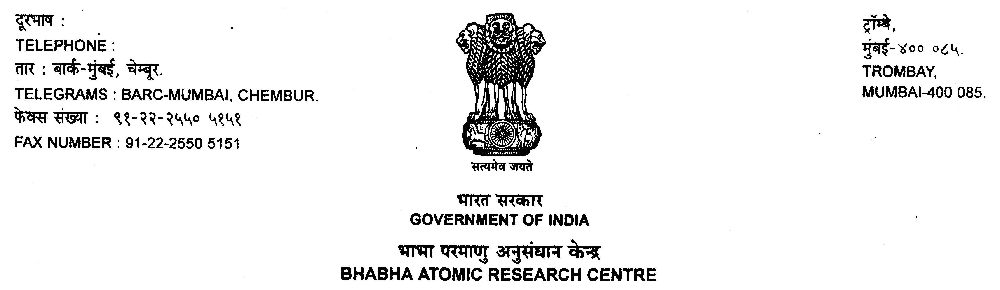 दूरभाष :
TELEPHONE :
तार : बार्क-मुंबई, चेम्बूर.
TELEGRAMS : BARC-MUMBAI, CHEMBUR.
फेक्स संख्या : ९१-२२-२५५० ५१५१
FAX NUMBER : 91-22-2550 5151
सत्यमेव जयते
ट्रॉम्बे,
मुंबई-४०० ०८५.
TROMBAY,
MUMBAI-400 085.
भारत सरकार
GOVERNMENT OF INDIA
भाभा परमाणु अनुसंधान केन्द्र
BHABHA ATOMIC RESEARCH CENTRE